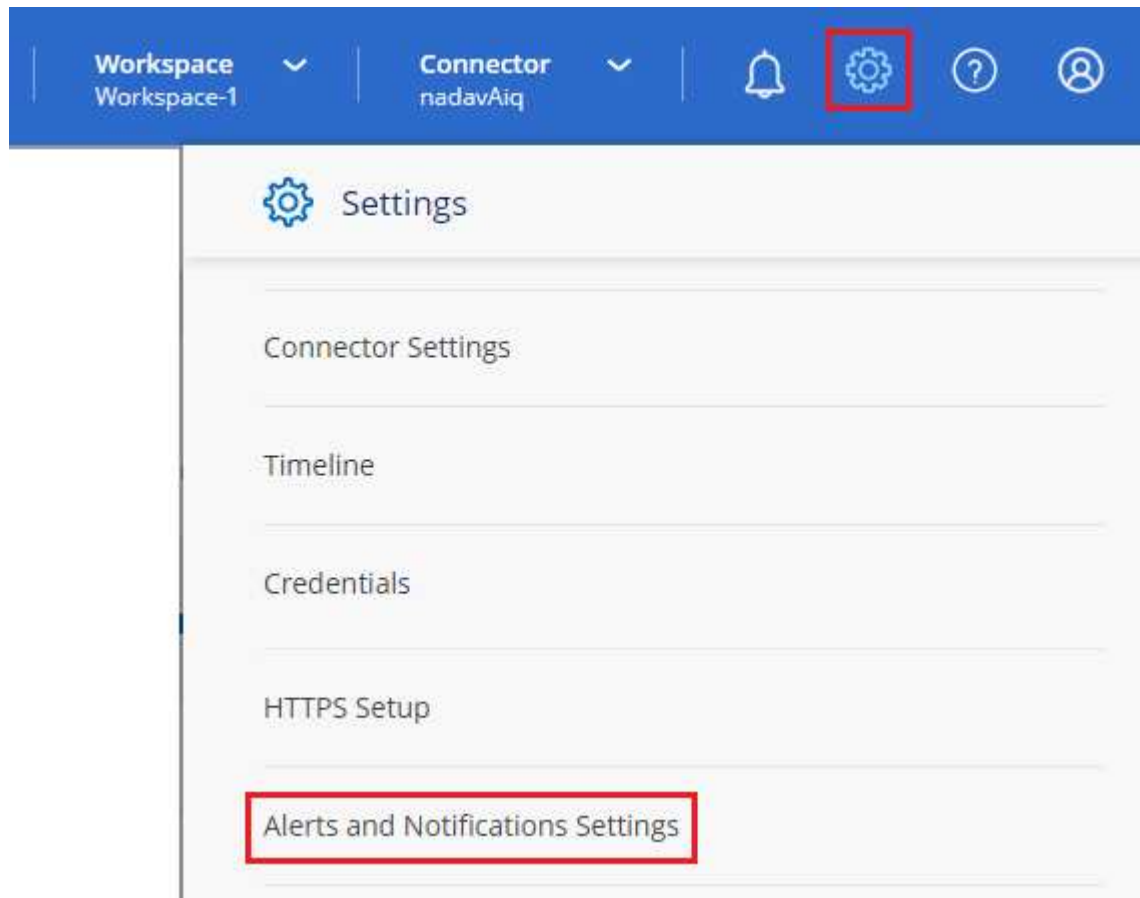 Workspace
Workspace-1
Connector
nadavAiq
?
Settings
Connector Settings
Timeline
Credentials
HTTPS Setup
Alerts and Notifications Settings